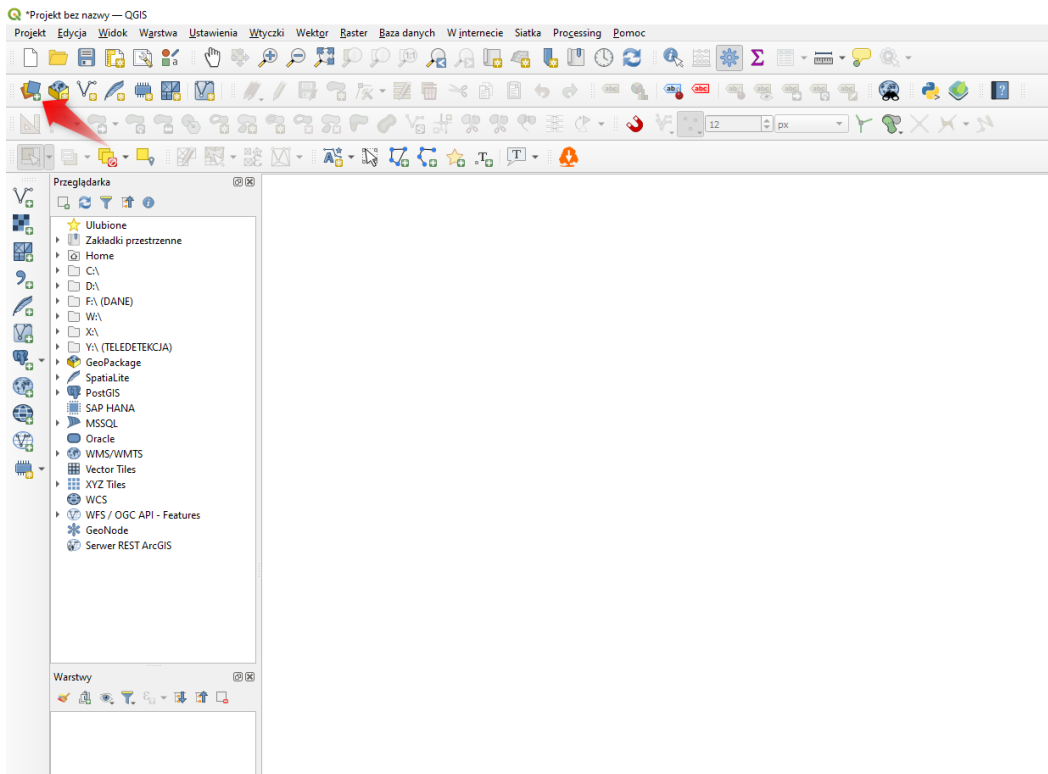 *Projekt bez nazwy — QGIS
Projekt Edycja Widok Warstwa Ustawienia Wtyczki Wektor Raster Baza danych W internecie Siatka Processing Pomoc
12 px
Przeglądarka
Ulubione
Zakładki przestrzenne
Home
C:\
D:\
F:\ (DANE)
W:\
X:\
Y:\ (TELEDETEKCJA)
GeoPackage
SpatiaLite
PostGIS
SAP HANA
MSSQL
Oracle
WMS/WMTS
Vector Tiles
XYZ Tiles
WCS
WFS / OGC API - Features
GeoNode
Serwer REST ArcGIS
Warstwy